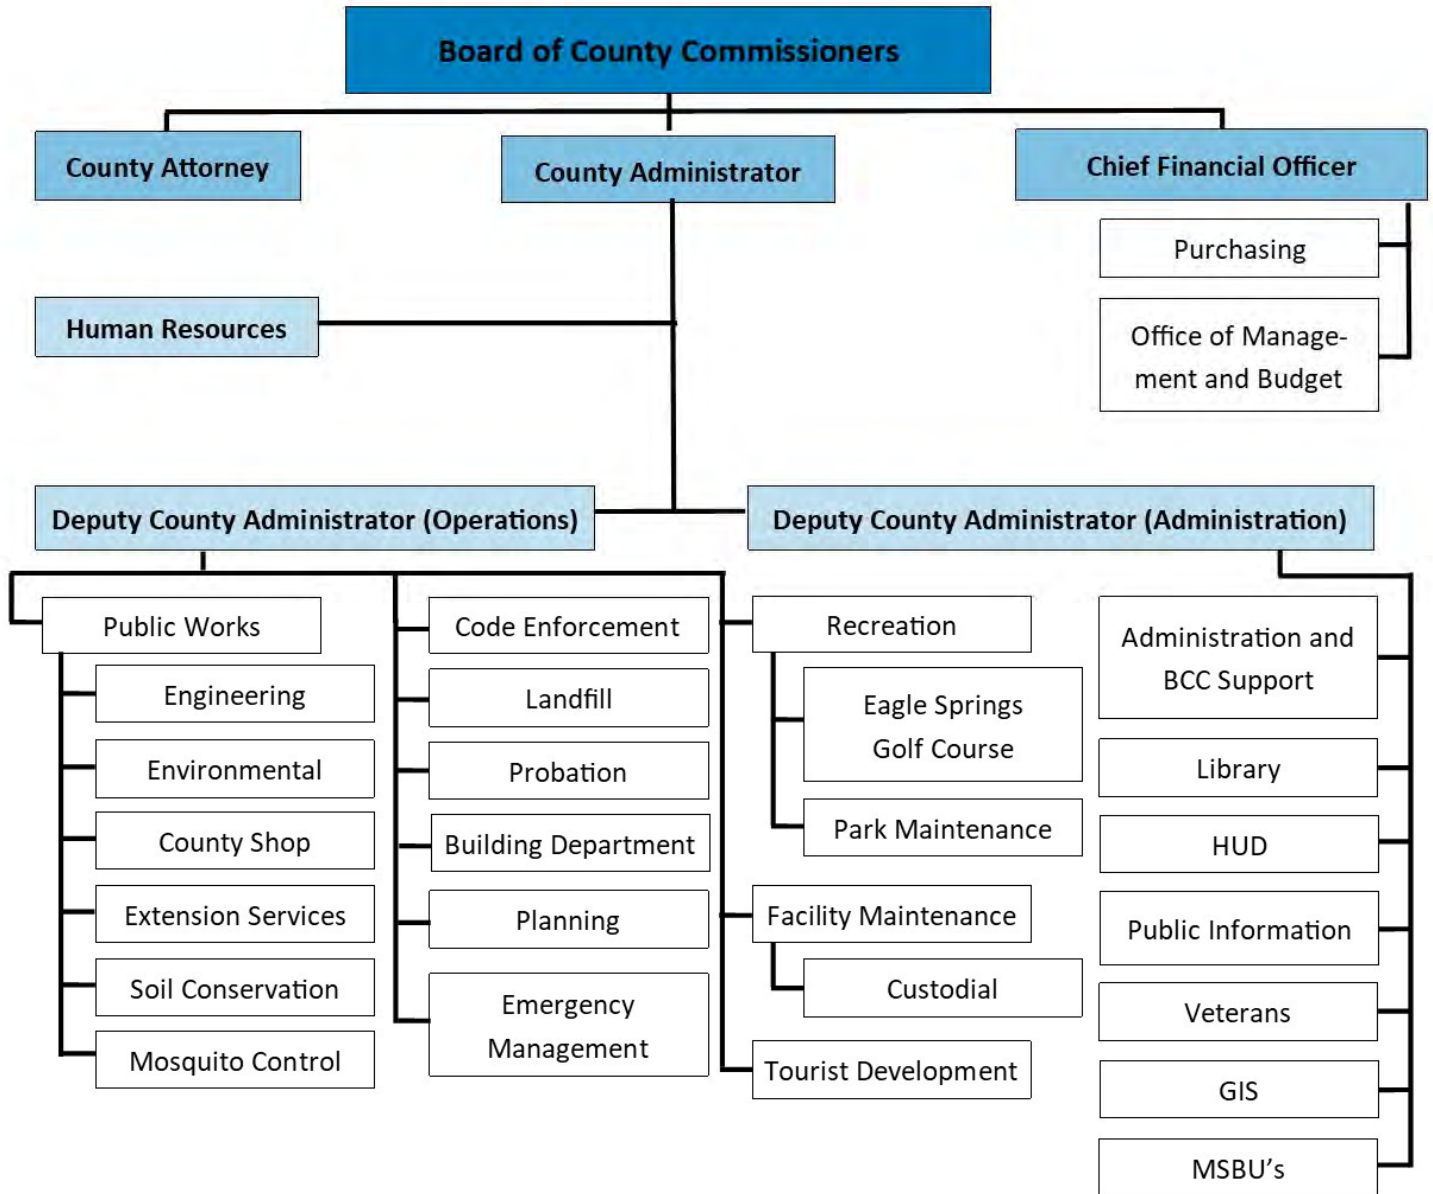 Board of County Commissioners
County Attorney
County Administrator
Chief Financial Officer
Purchasing
Office of Manage-
ment and Budget
Human Resources
Deputy County Administrator (Operations)
Deputy County Administrator (Administration)
Public Works
Engineering
Environmental
County Shop
Extension Services
Soil Conservation
Mosquito Control
Code Enforcement
Landfill
Probation
Building Department
Planning
Emergency
Management
Recreation
Eagle Springs
Golf Course
Park Maintenance
Facility Maintenance
Custodial
Tourist Development
Administration and
BCC Support
Library
HUD
Public Information
Veterans
GIS
MSBU’s